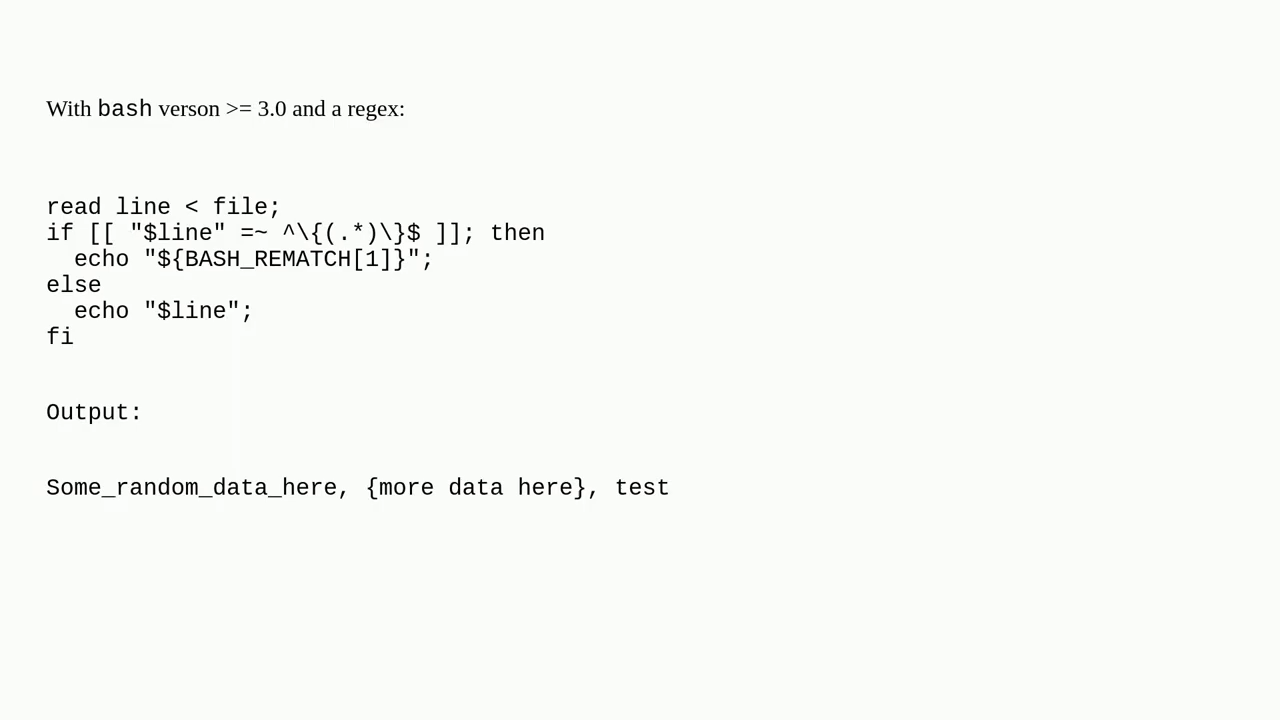 With bash verson >= 3.0 and a regex:
read line < file;
if [[ "$line" =~ ^\{(.*)\}$ ]]; then
  echo "${BASH_REMATCH[1]}";
else
  echo "$line";
fi
Output:
Some_random_data_here, {more data here}, test